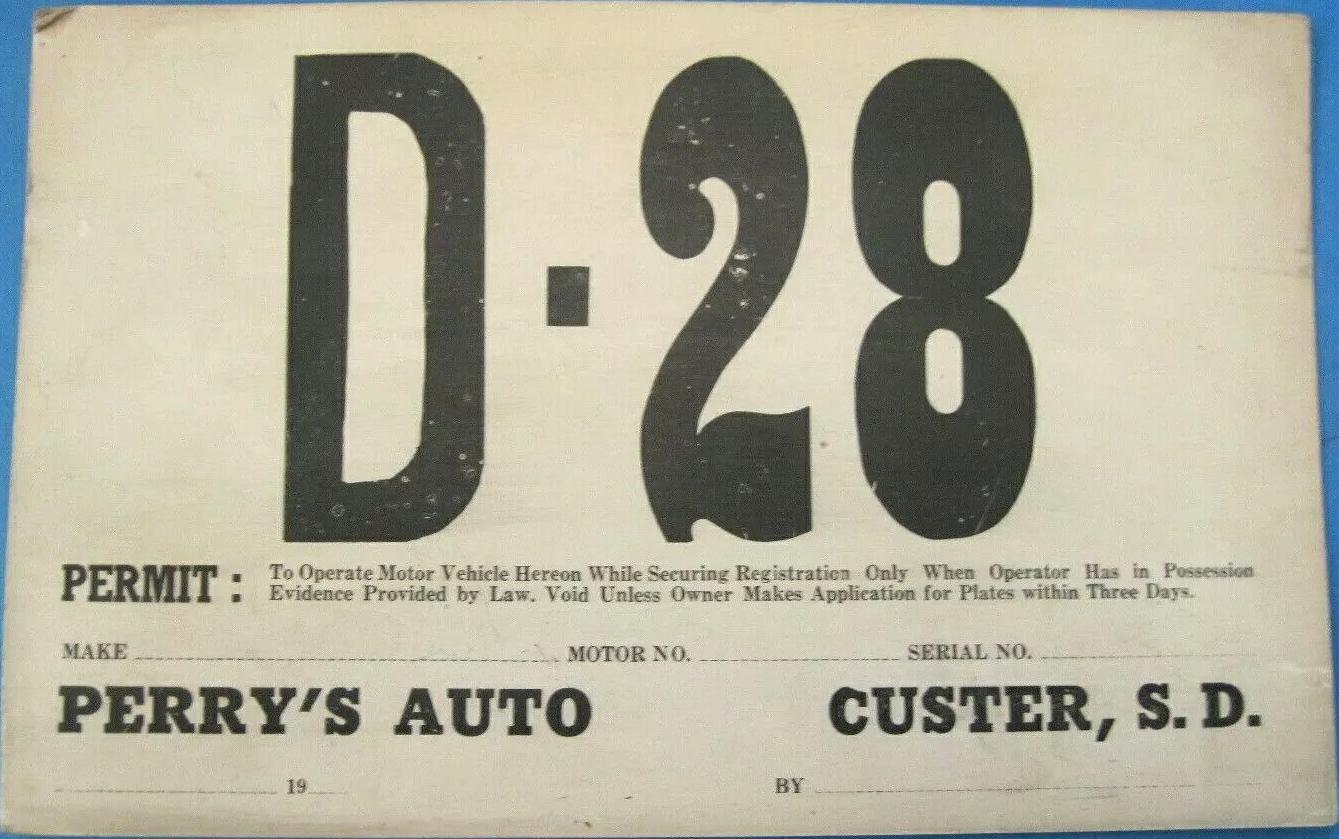 D-28
PERMIT: To Operate Motor Vehicle Hereon While Securing Registration Only When Operator Has in Possession
Evidence Provided by Law. Void Unless Owner Makes Application for Plates within Three Days.
MAKE MOTOR NO. SERIAL NO.
PERRY'S AUTO CUSTER, S. D.
19 BY